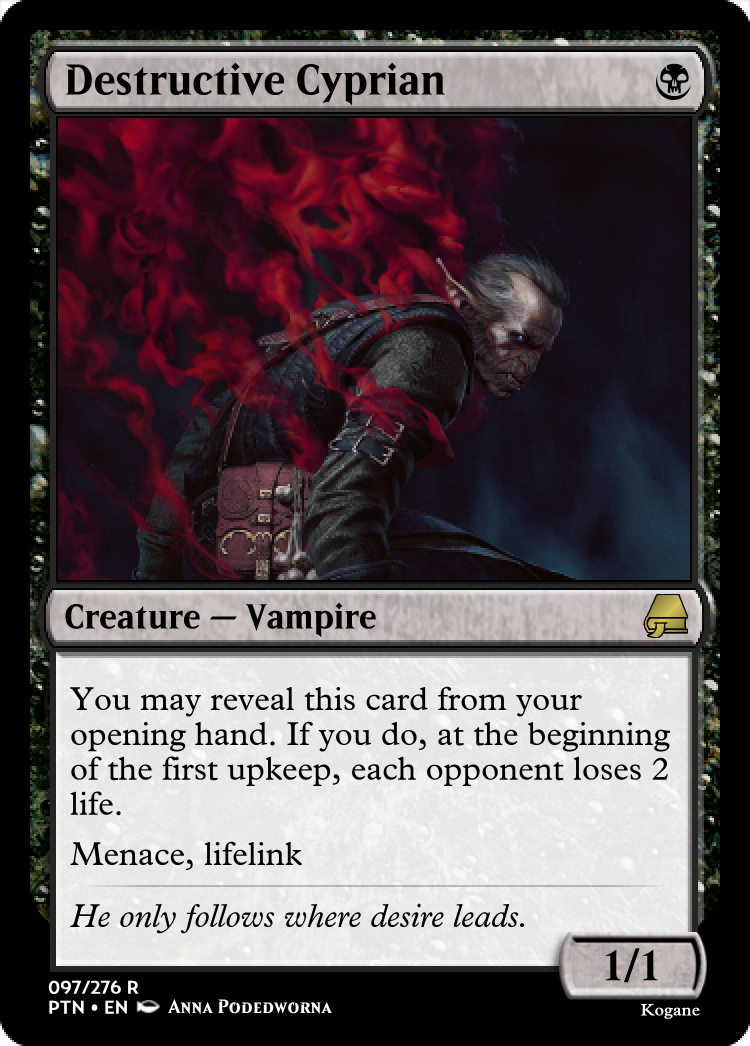 Destructive Cyprian
Creature — Vampire
You may reveal this card from your
opening hand. If you do, at the beginning
of the first upkeep, each opponent loses 2
life.
Menace, lifelink
He only follows where desire leads.
1/1
097/276 R
PTN • EN Anna Podedworna
Kogane